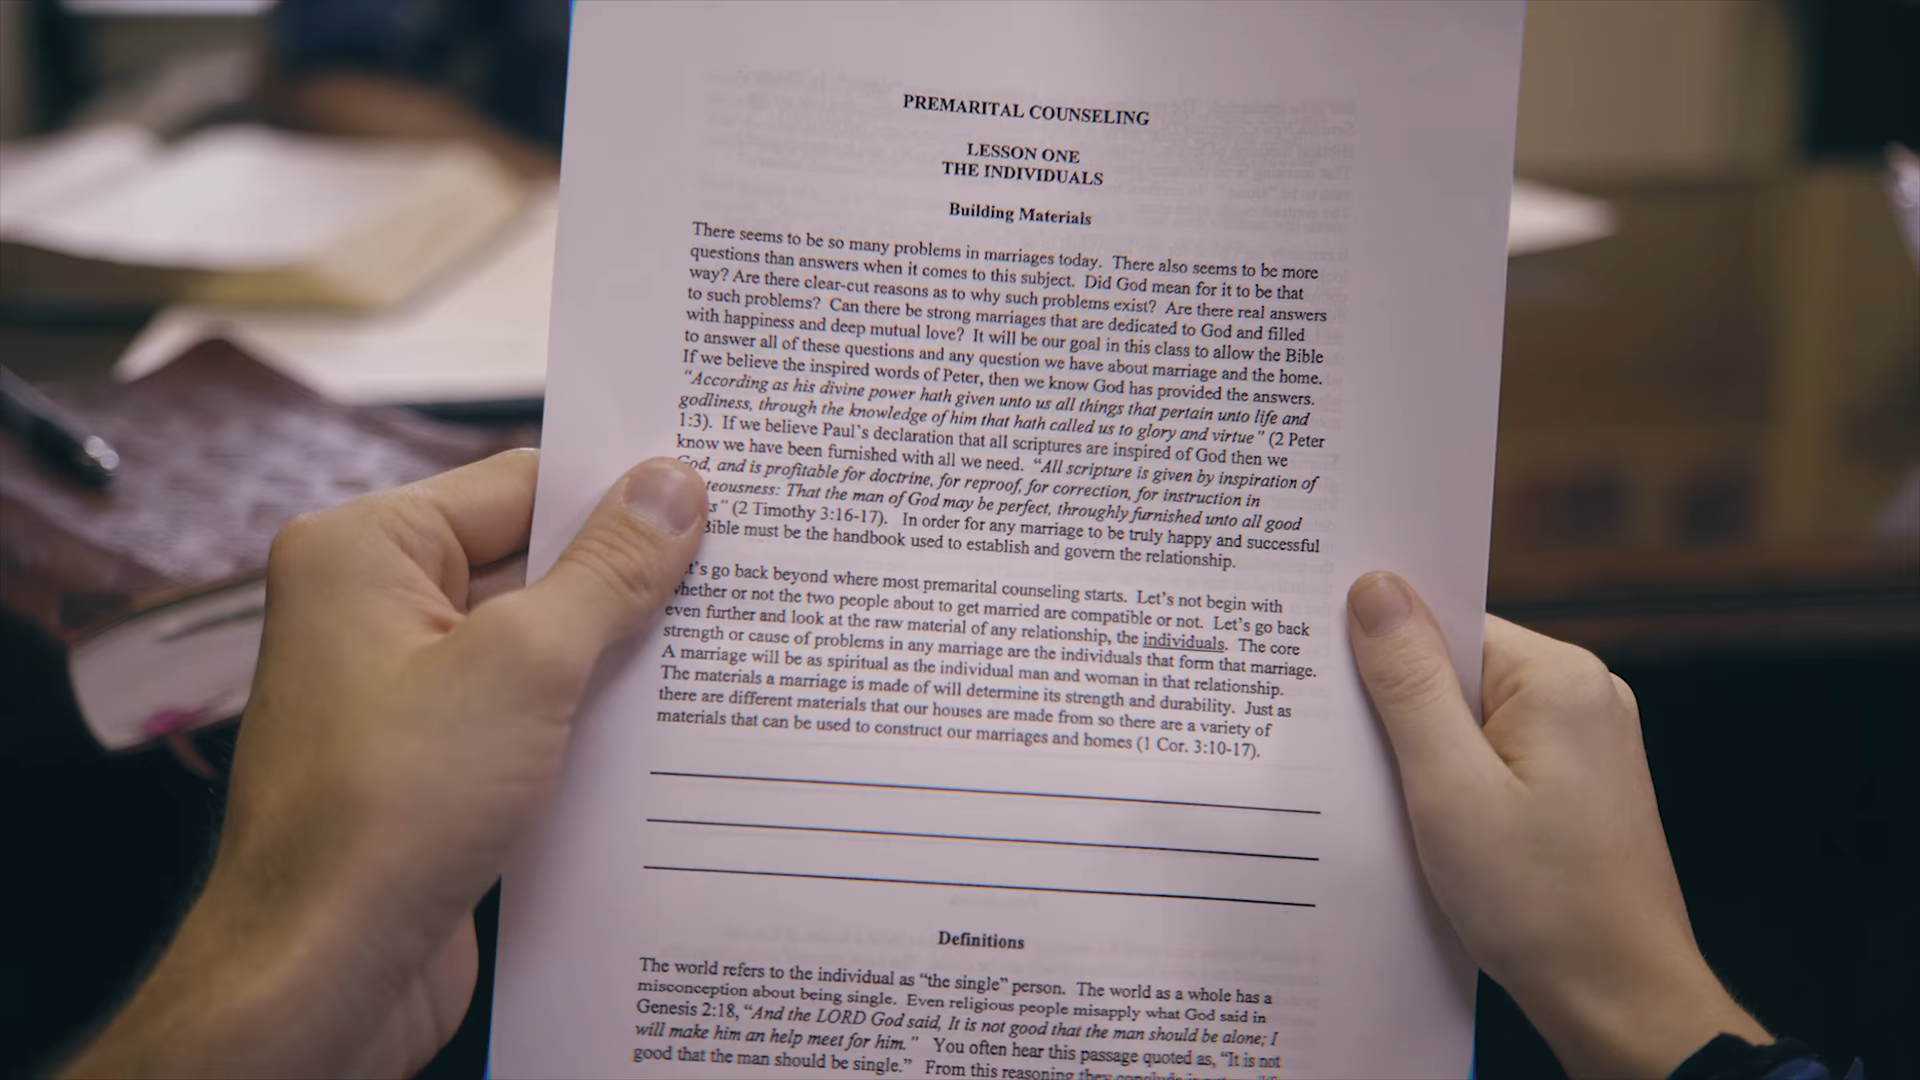 PREMARITAL COUNSELING
LESSON ONE
THE INDIVIDUALS
Building Materials
There seems to be so many problems in marriages today. There also seems to be more
questions than answers when it comes to this subject. Did God mean for it to be that
way? Are there clear-cut reasons as to why such problems exist? Are there real answers
to such problems? Can there be strong marriages that are dedicated to God and filled
with happiness and deep mutual love? It will be our goal in this class to allow the Bible
to answer all of these questions and any question we have about marriage and the home.
If we believe the inspired words of Peter, then we know God has provided the answers.
“According as his divine power hath given unto us all things that pertain unto life and
godliness, through the knowledge of him that hath called us to glory and virtue” (2 Peter
1:3). If we believe Paul’s declaration that all scriptures are inspired of God then we
know we have been furnished with all we need. “All scripture is given by inspiration of
God, and is profitable for doctrine, for reproof, for correction, for instruction in
teousness: That the man of God may be perfect, throughly furnished unto all good
s” (2 Timothy 3:16-17). In order for any marriage to be truly happy and successful
Bible must be the handbook used to establish and govern the relationship.
t’s go back beyond where most premarital counseling starts. Let’s not begin with
whether or not the two people about to get married are compatible or not. Let’s go back
even further and look at the raw material of any relationship, the individuals. The core
strength or cause of problems in any marriage are the individuals that form that marriage.
A marriage will be as spiritual as the individual man and woman in that relationship.
The materials a marriage is made of will determine its strength and durability. Just as
there are different materials that our houses are made from so there are a variety of
materials that can be used to construct our marriages and homes (1 Cor. 3:10-17).
Definitions
The world refers to the individual as “the single” person. The world as a whole has a
misconception about being single. Even religious people misapply what God said in
Genesis 2:18, “And the LORD God said, It is not good that the man should be alone; I
will make him an help meet for him.” You often hear this passage quoted as, “It is not
good that the man should be single.” From this reasoning they conclude